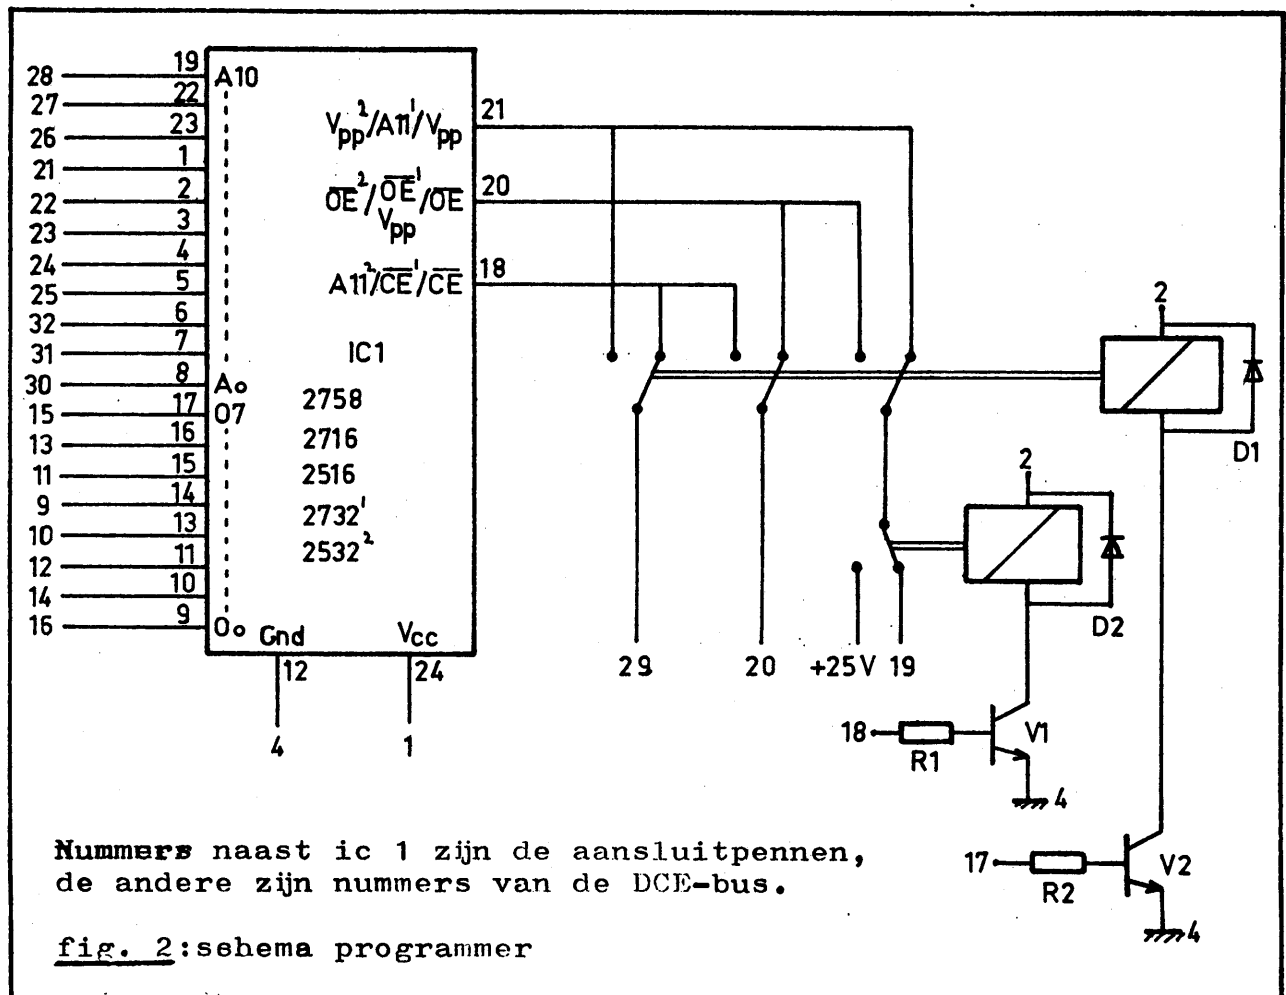 28 19 A10
27 22
26 23
21 1
22 2
23 3
24 4
25 5
32 6
31 7
30 8 Ao
15 17 O7
13 16
11 15
9 14
10 13
12 11
14 10
16 9 Oo
Vpp²/A11¹/Vpp 21
OE²/OE¹/OE 20
Vpp
A11²/CE¹/CE 18
IC1
2758
2716
2516
2732¹
2532²
Gnd Vcc
12 24
4 1
2
D1
2
D2
29 20 +25V 19
18 R1 V1
4
17 R2 V2
4
Nummers naast ic 1 zijn de aansluitpennen,
de andere zijn nummers van de DCE-bus.
fig. 2:sehema programmer